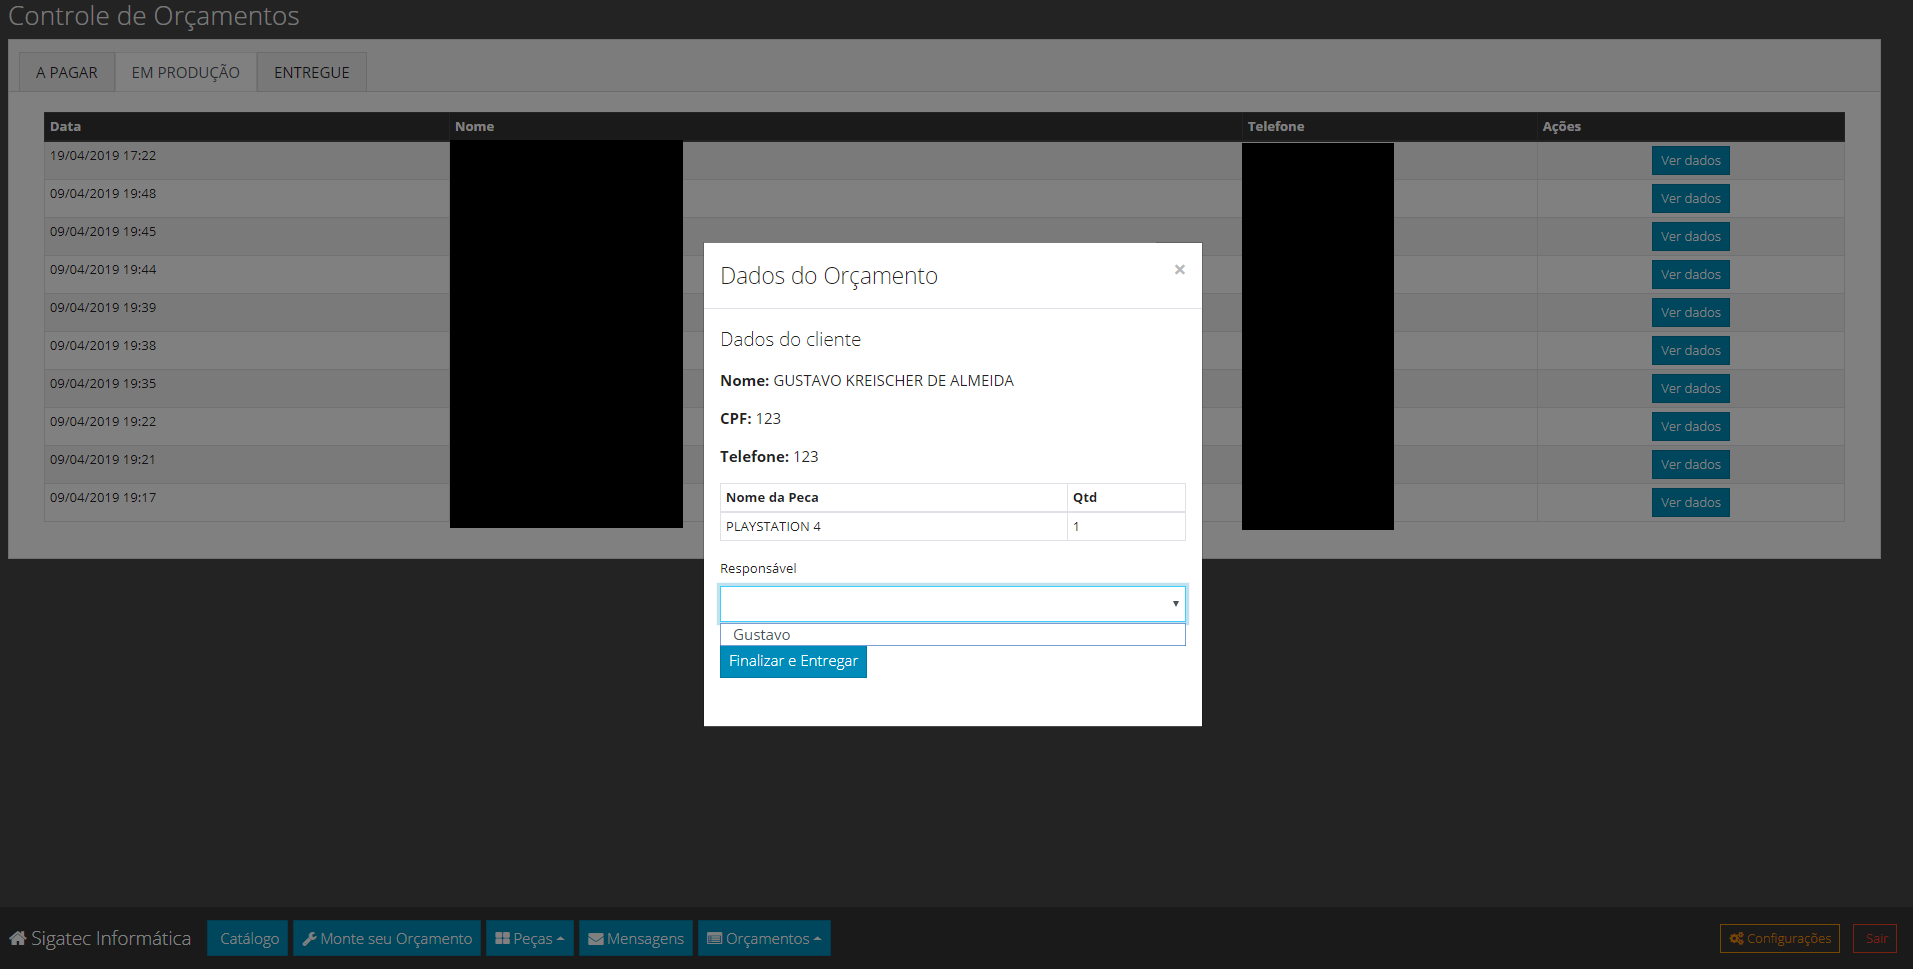 Controle de Orçamentos
A PAGAR EM PRODUÇÃO ENTREGUE
Data Nome Telefone Ações
19/04/2019 17:22 Ver dados
09/04/2019 19:48 Ver dados
09/04/2019 19:45 Ver dados
09/04/2019 19:44 Ver dados
09/04/2019 19:39 Ver dados
09/04/2019 19:38 Ver dados
09/04/2019 19:35 Ver dados
09/04/2019 19:22 Ver dados
09/04/2019 19:21 Ver dados
09/04/2019 19:17 Ver dados
Dados do Orçamento ×
Dados do cliente
Nome: GUSTAVO KREISCHER DE ALMEIDA
CPF: 123
Telefone: 123
Nome da Peca Qtd
PLAYSTATION 4 1
Responsável
Gustavo
Finalizar e Entregar
Sigatec Informática Catálogo Monte seu Orçamento Peças Mensagens Orçamentos Configurações Sair